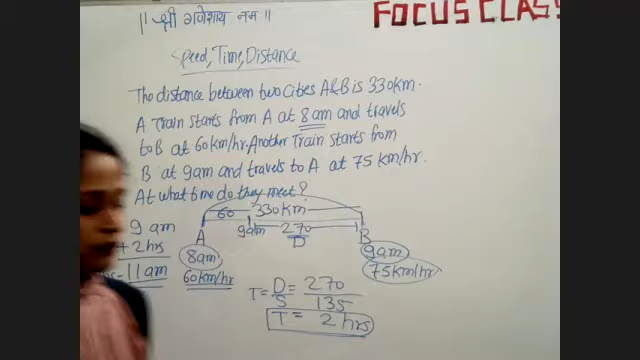 || श्री गणेशाय नमः ||
FOCUS CLASS
Speed, Time, Distance
The distance between two Cities A&B is 330km.
A Train starts from A at 8am and travels
to B at 60km/hr. Another Train starts from
B at 9am and travels to A at 75 km/hr.
At what time do they meet?
60 330km
9am 270
D
A B
8am 9am
60km/hr 75km/hr
9 am
+2hrs
11am
T = D/S = 270/135
T = 2 hrs